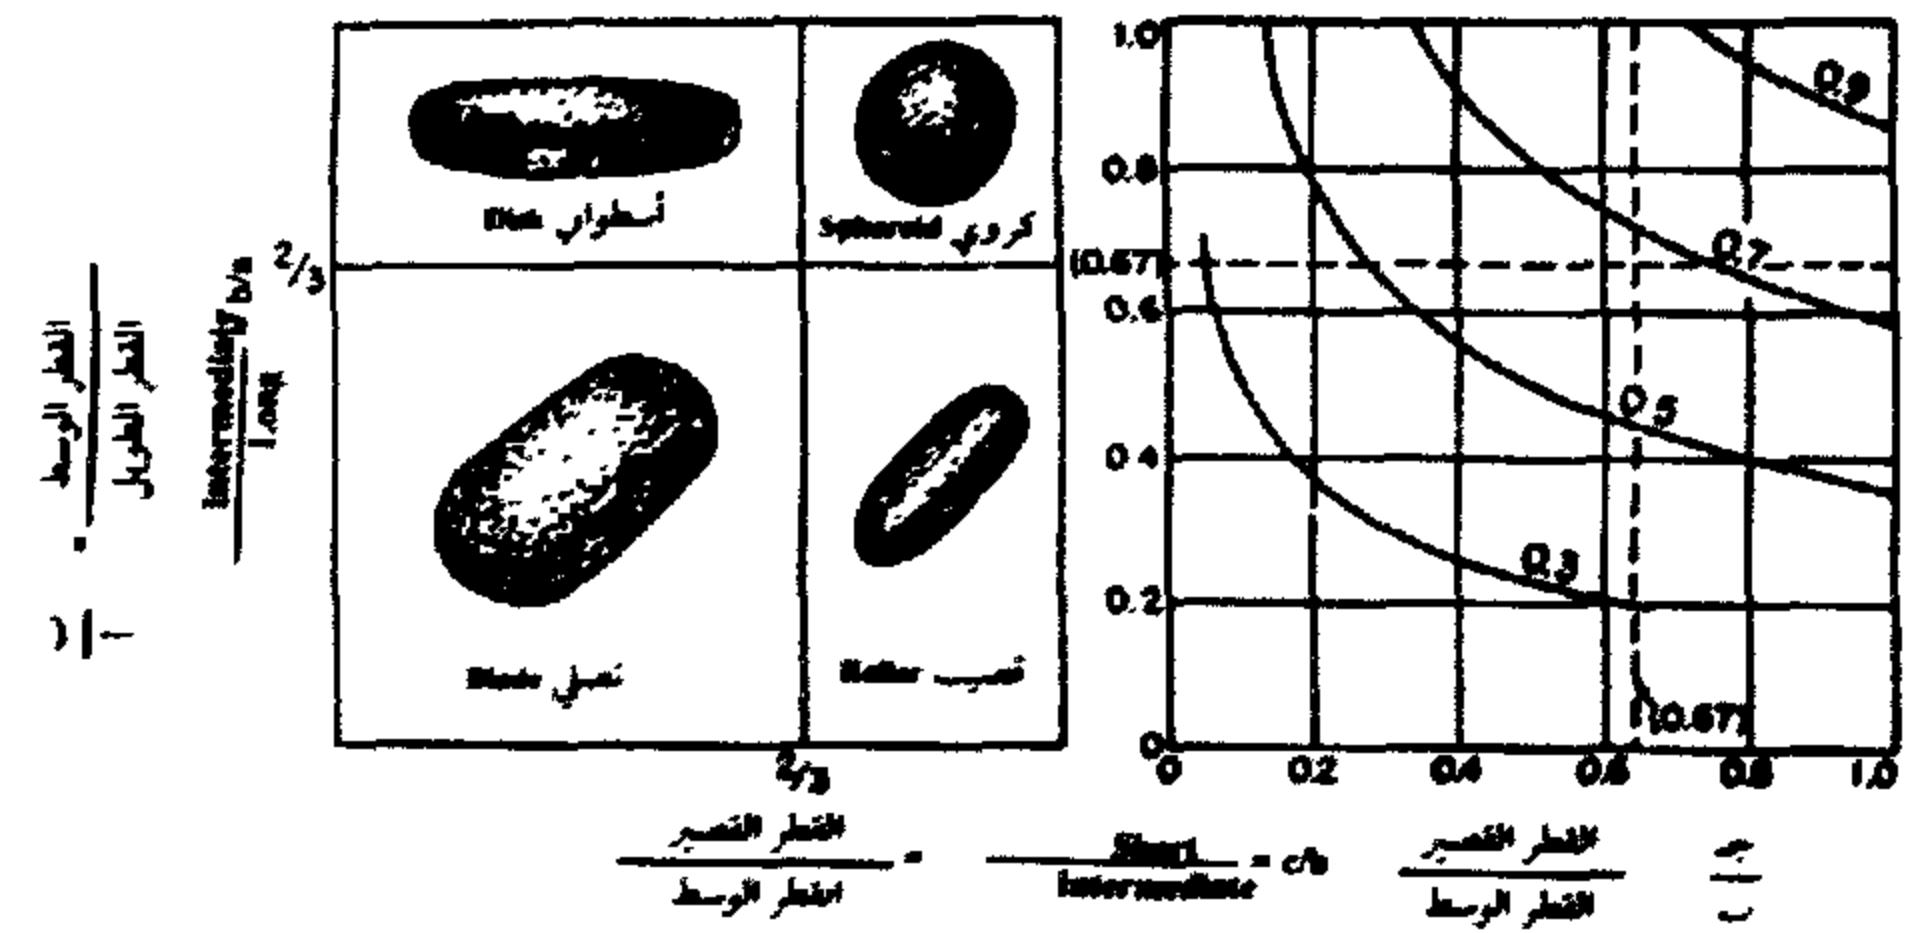 Disk أسطواني
Spheroid كروي
2/3
Intermediate
Long
b/a
القطر الوسط
القطر الطويل
=
ب
أ
Blade نصلي
Roller قضيب
2/3
1.0
0.8
(0.67)
0.6
0.4
0.2
0
0.9
0.7
0.5
0.3
(0.67)
0 0.2 0.4 0.6 0.8 1.0
القطر القصير
القطر الوسط
=
Short
Intermediate
= c/b
القطر القصير
القطر الوسط
جـ
ب